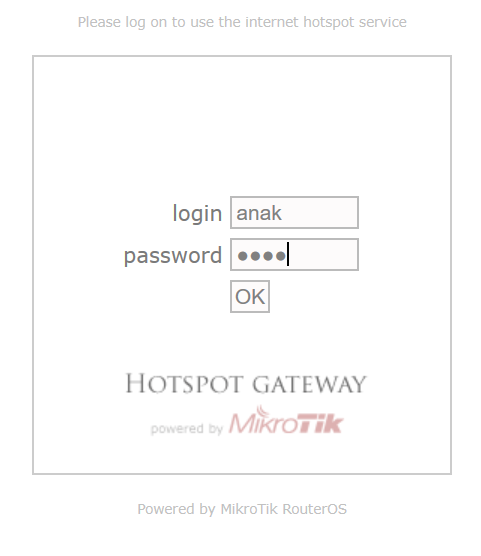 Please log on to use the internet hotspot service
login anak
password ••••
OK
HOTSPOT GATEWAY
powered by MikroTik
Powered by MikroTik RouterOS